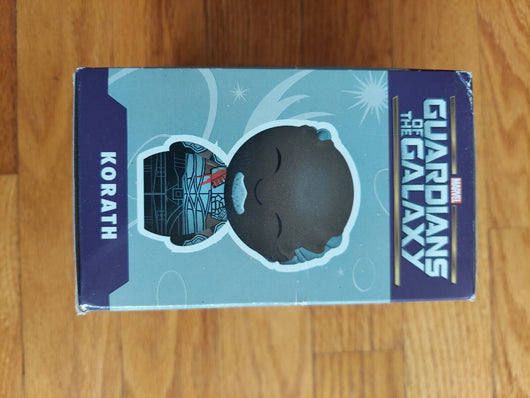 MARVEL
GUARDIANS
OF THE
GALAXY
KORATH